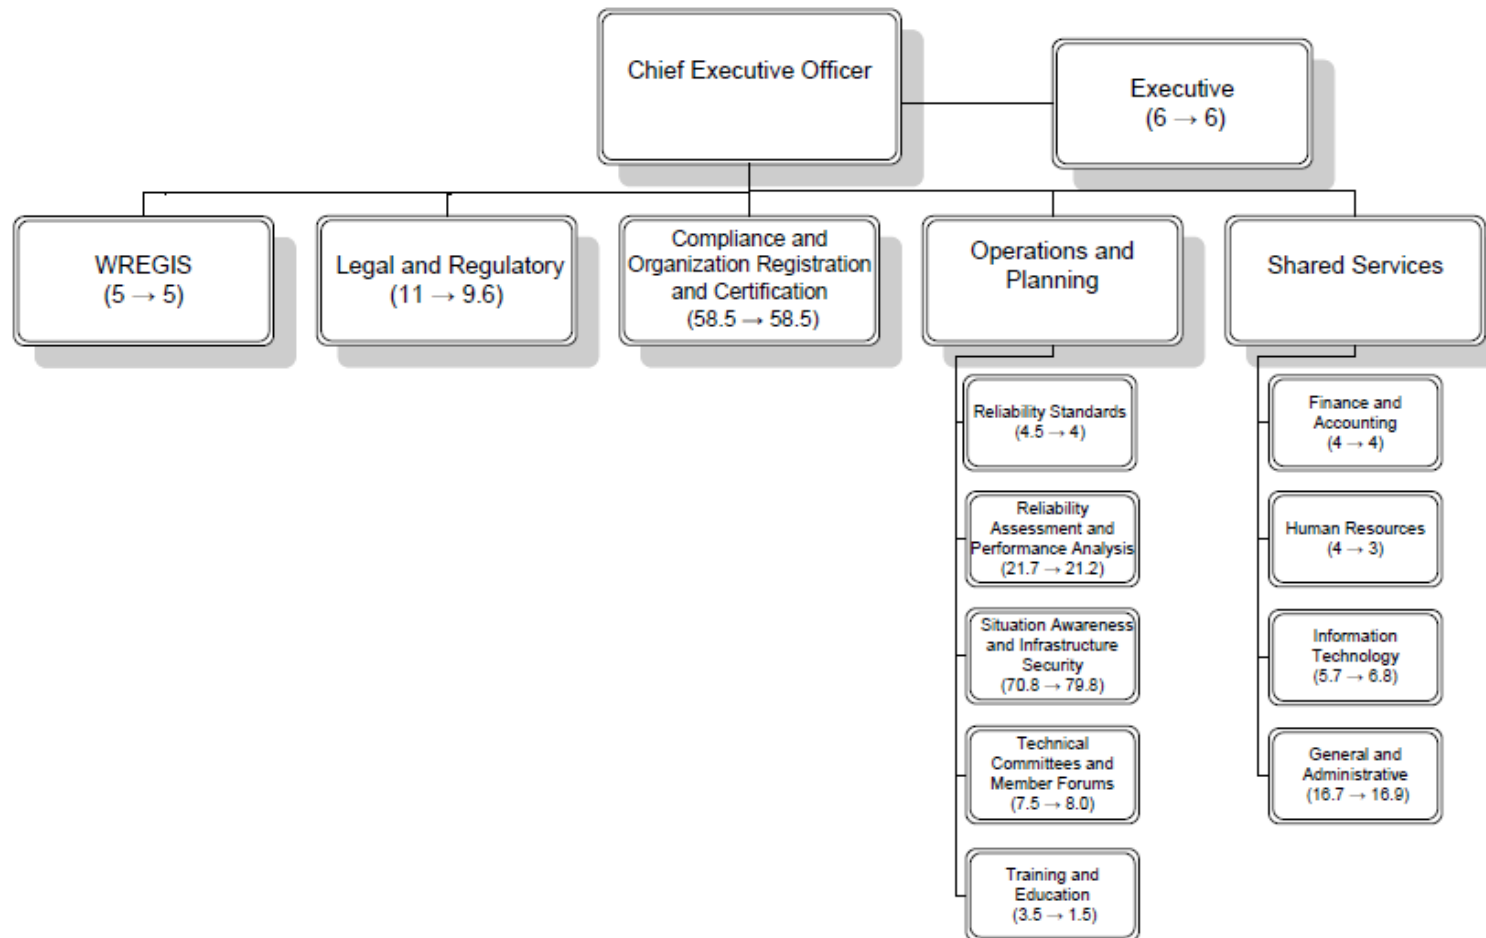 Chief Executive Officer
Executive
(6 → 6)
WREGIS
(5 → 5)
Legal and Regulatory
(11 → 9.6)
Compliance and
Organization Registration
and Certification
(58.5 → 58.5)
Operations and
Planning
Shared Services
Reliability Standards
(4.5 → 4)
Reliability
Assessment and
Performance Analysis
(21.7 → 21.2)
Situation Awareness
and Infrastructure
Security
(70.8 → 79.8)
Technical
Committees and
Member Forums
(7.5 → 8.0)
Training and
Education
(3.5 → 1.5)
Finance and
Accounting
(4 → 4)
Human Resources
(4 → 3)
Information
Technology
(5.7 → 6.8)
General and
Administrative
(16.7 → 16.9)